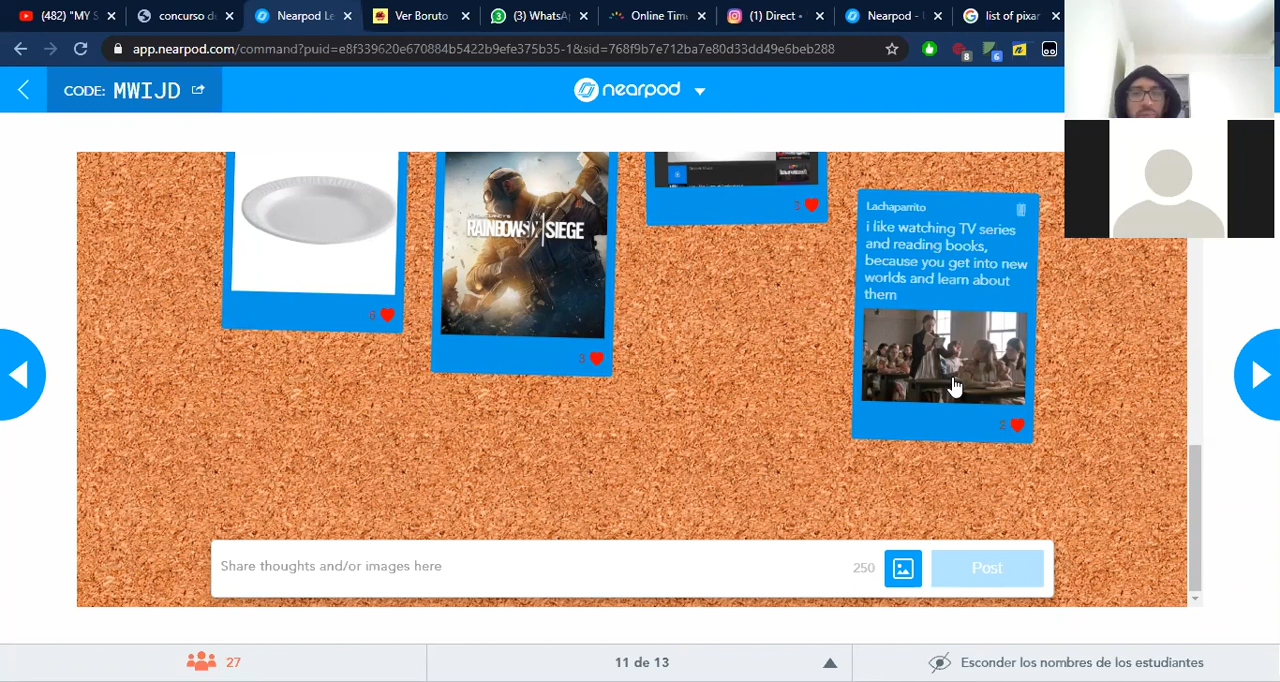 (482) "MY S
concurso de
Nearpod Le
Ver Boruto
(3) WhatsA
Online Tim
(1) Direct •
Nearpod -
list of pixar
app.nearpod.com/command?puid=e8f339620e670884b5422b9efe375b35-1&sid=768f9b7e712ba7e80d33dd49e6beb288
8
6
n
CODE: MWIJD
nearpod
6
RAINBOW SIX SIEGE
3
3
Lachaparrito
i like watching TV series
and reading books,
because you get into new
worlds and learn about
them
2
Share thoughts and/or images here
250
Post
27
11 de 13
Esconder los nombres de los estudiantes